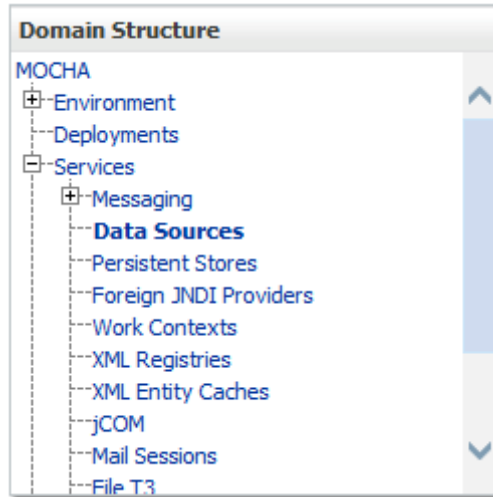 Domain Structure
MOCHA
Environment
Deployments
Services
Messaging
Data Sources
Persistent Stores
Foreign JNDI Providers
Work Contexts
XML Registries
XML Entity Caches
jCOM
Mail Sessions
File T3